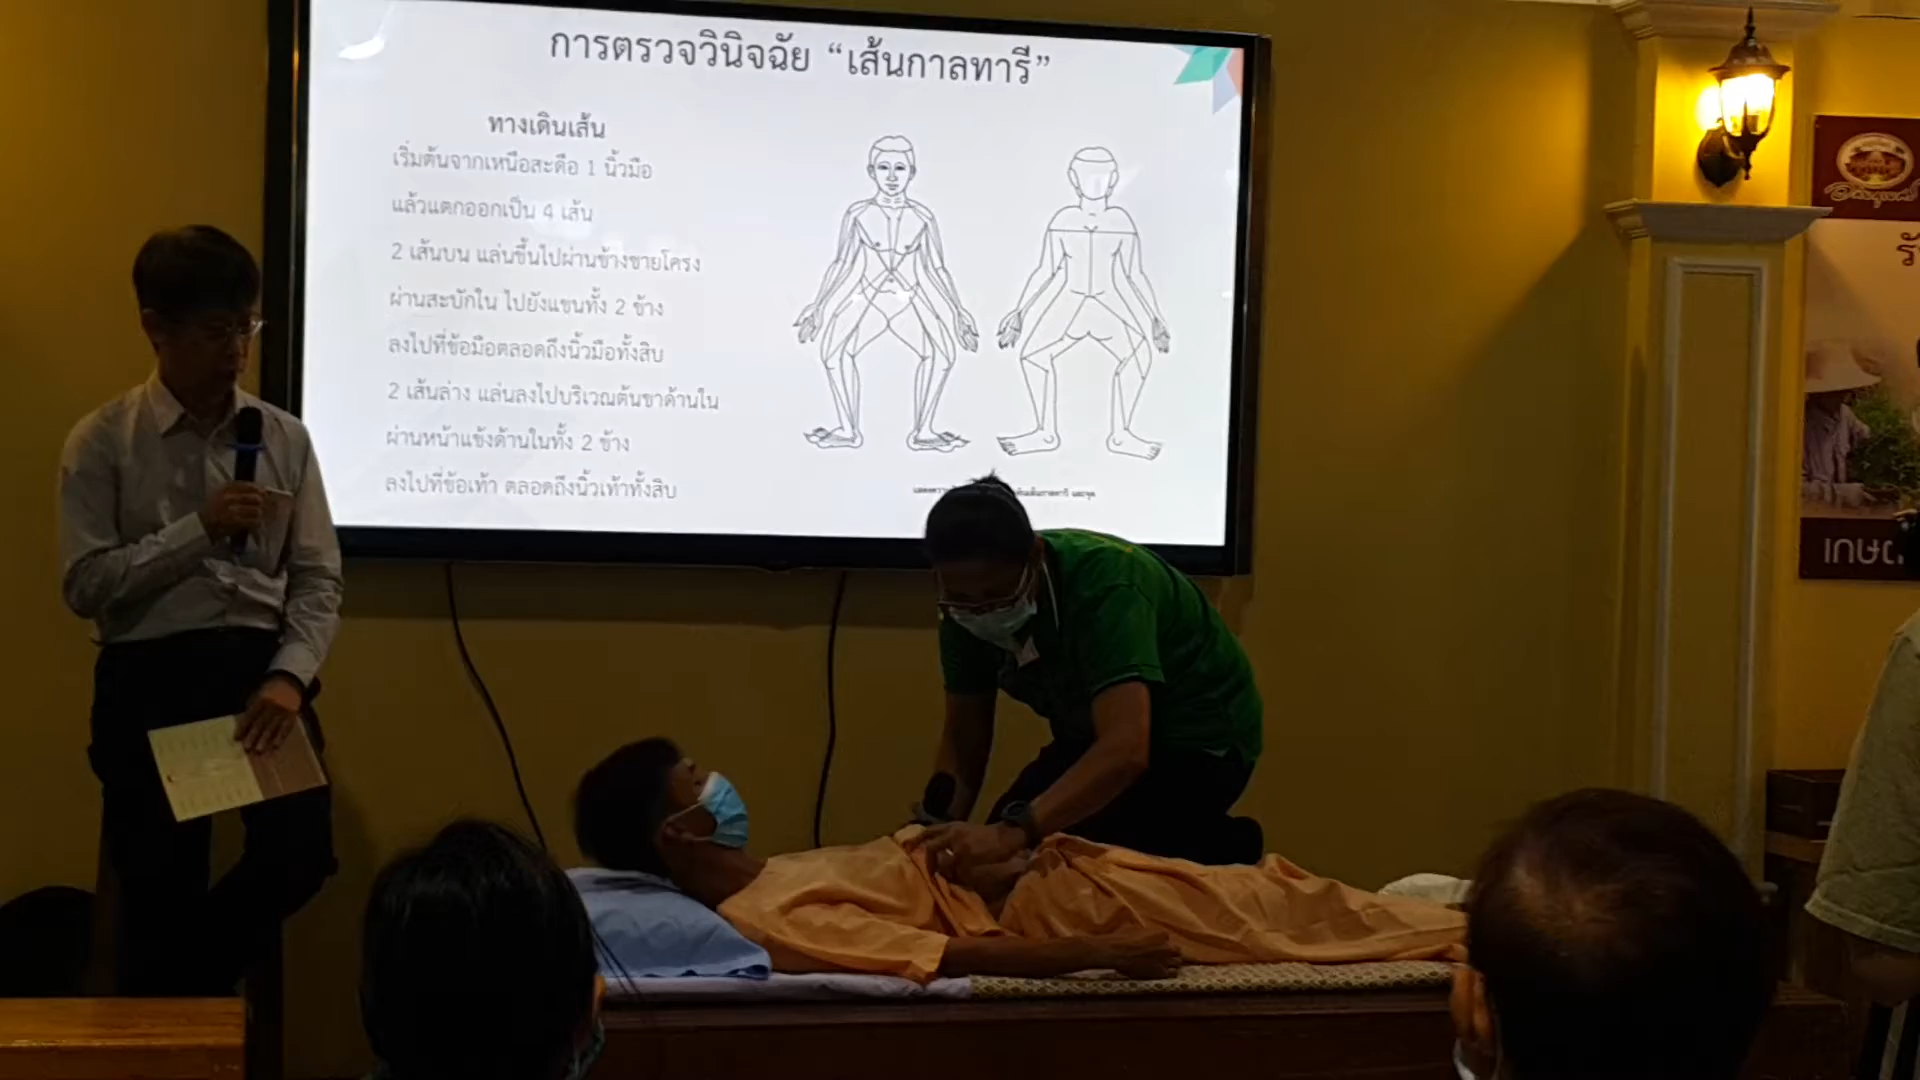 การตรวจวินิจฉัย “เส้นกาลทารี”
ทางเดินเส้น
เริ่มต้นจากเหนือสะดือ 1 นิ้วมือ
แล้วแตกออกเป็น 4 เส้น
2 เส้นบน แล่นขึ้นไปผ่านข้างชายโครง
ผ่านสะบักใน ไปยังแขนทั้ง 2 ข้าง
ลงไปที่ข้อมือตลอดถึงนิ้วมือทั้งสิบ
2 เส้นล่าง แล่นลงไปบริเวณต้นขาด้านใน
ผ่านหน้าแข้งด้านในทั้ง 2 ข้าง
ลงไปที่ข้อเท้า ตลอดถึงนิ้วเท้าทั้งสิบ